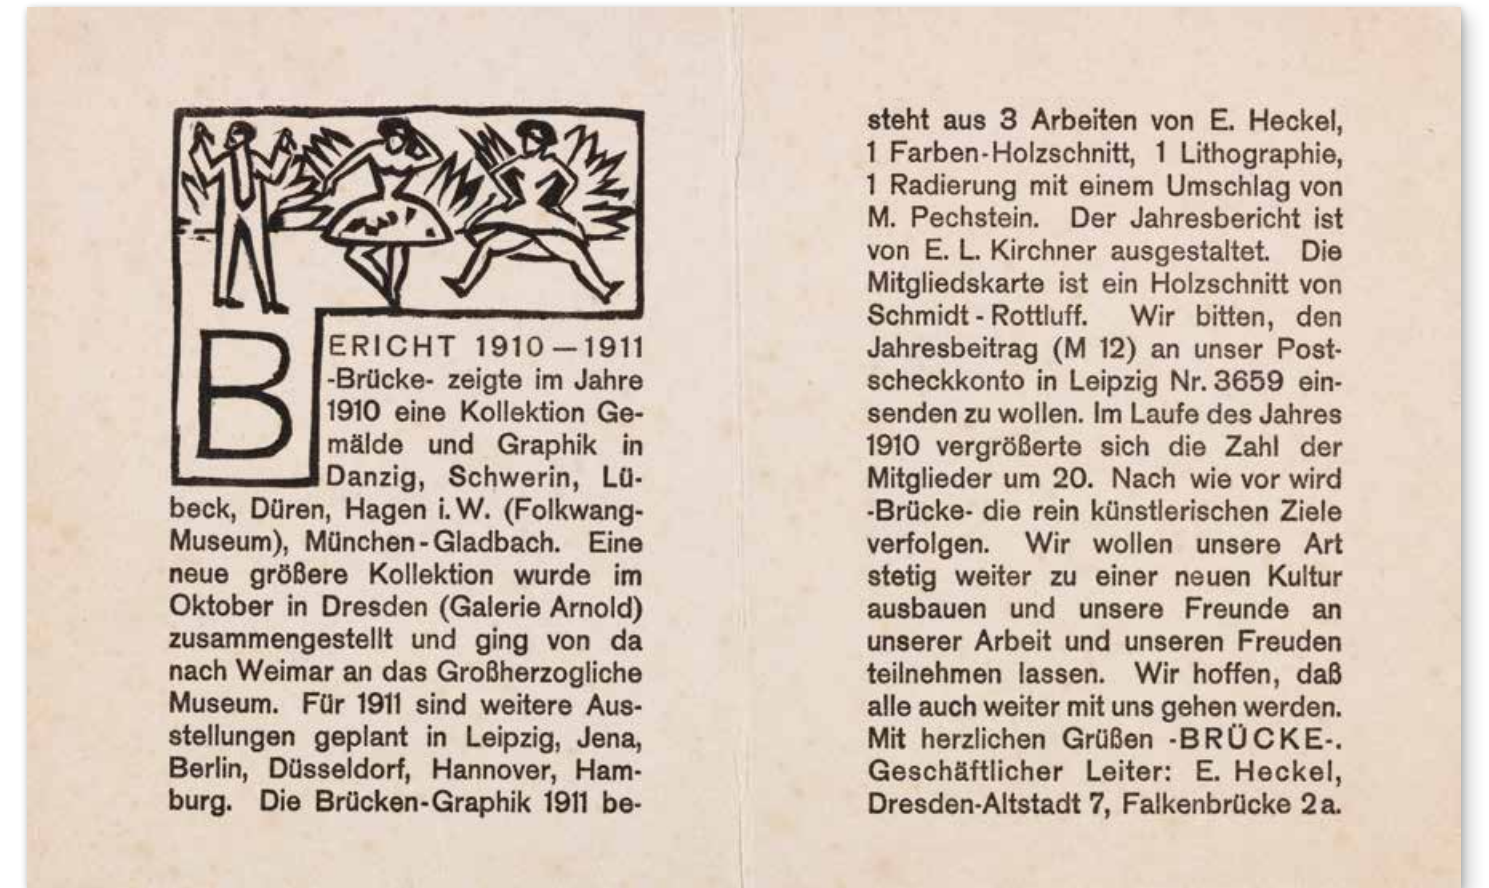 BERICHT 1910—1911
-Brücke- zeigte im Jahre
1910 eine Kollektion Ge-
mälde und Graphik in
Danzig, Schwerin, Lü-
beck, Düren, Hagen i. W. (Folkwang-
Museum), München-Gladbach. Eine
neue größere Kollektion wurde im
Oktober in Dresden (Galerie Arnold)
zusammengestellt und ging von da
nach Weimar an das Großherzogliche
Museum. Für 1911 sind weitere Aus-
stellungen geplant in Leipzig, Jena,
Berlin, Düsseldorf, Hannover, Ham-
burg. Die Brücken-Graphik 1911 be-
steht aus 3 Arbeiten von E. Heckel,
1 Farben-Holzschnitt, 1 Lithographie,
1 Radierung mit einem Umschlag von
M. Pechstein. Der Jahresbericht ist
von E. L. Kirchner ausgestaltet. Die
Mitgliedskarte ist ein Holzschnitt von
Schmidt-Rottluff. Wir bitten, den
Jahresbeitrag (M 12) an unser Post-
scheckkonto in Leipzig Nr. 3659 ein-
senden zu wollen. Im Laufe des Jahres
1910 vergrößerte sich die Zahl der
Mitglieder um 20. Nach wie vor wird
-Brücke- die rein künstlerischen Ziele
verfolgen. Wir wollen unsere Art
stetig weiter zu einer neuen Kultur
ausbauen und unsere Freunde an
unserer Arbeit und unseren Freuden
teilnehmen lassen. Wir hoffen, daß
alle auch weiter mit uns gehen werden.
Mit herzlichen Grüßen -BRÜCKE-.
Geschäftlicher Leiter: E. Heckel,
Dresden-Altstadt 7, Falkenbrücke 2a.